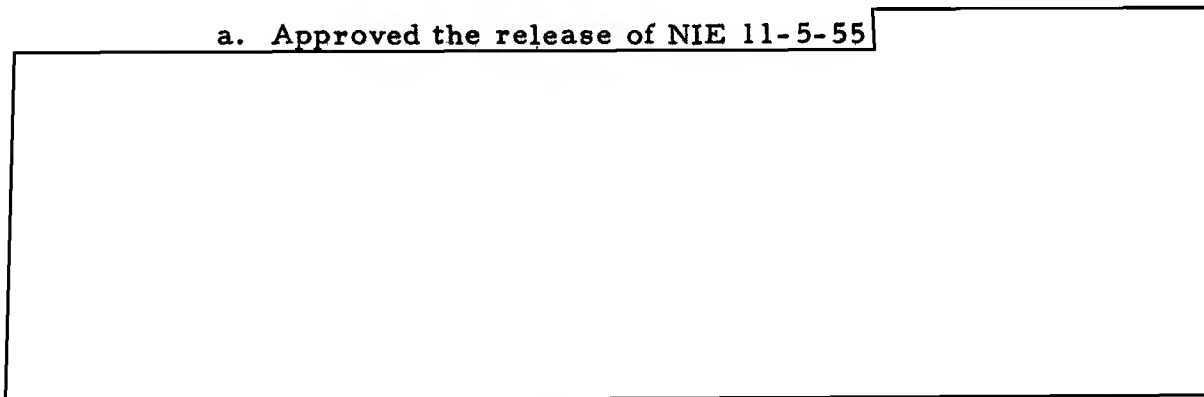 a. Approved the release of NIE 11-5-55